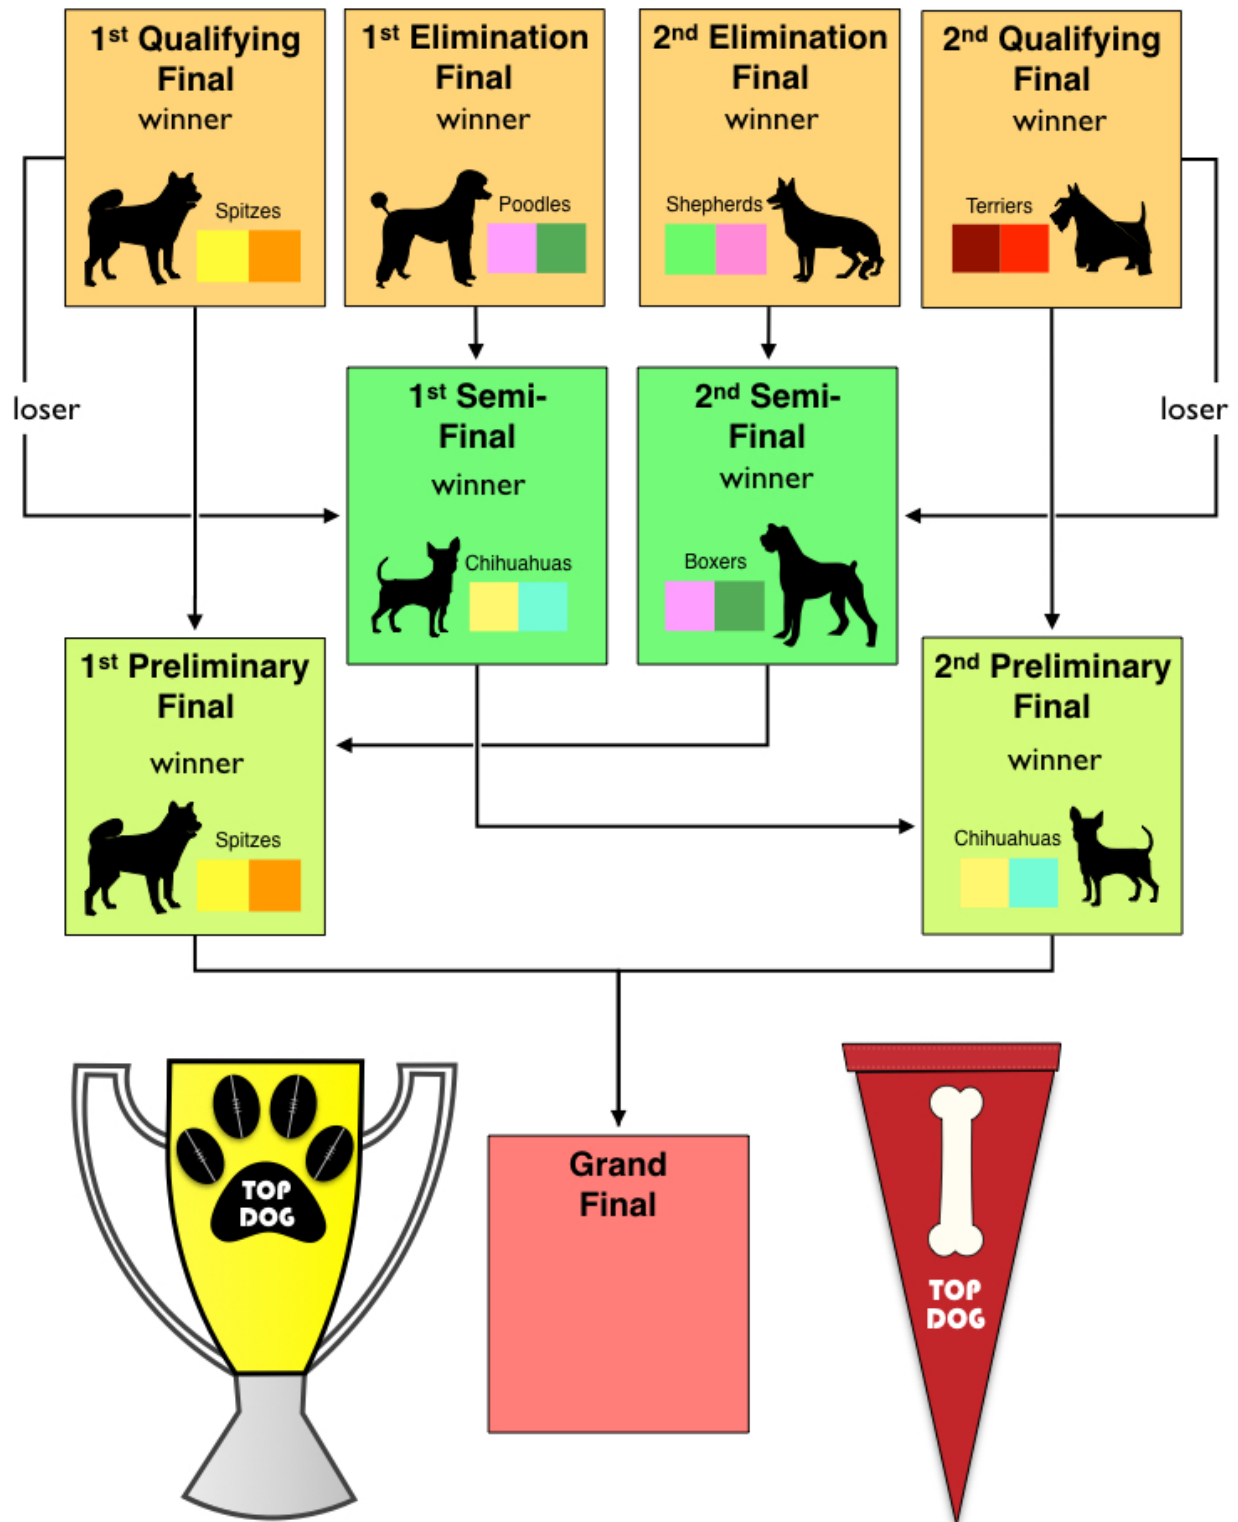 1st Qualifying
Final
winner
Spitzes
1st Elimination
Final
winner
Poodles
2nd Elimination
Final
winner
Shepherds
2nd Qualifying
Final
winner
Terriers
loser
loser
1st Semi-
Final
winner
Chihuahuas
2nd Semi-
Final
winner
Boxers
1st Preliminary
Final
winner
Spitzes
2nd Preliminary
Final
winner
Chihuahuas
TOP
DOG
Grand
Final
TOP
DOG